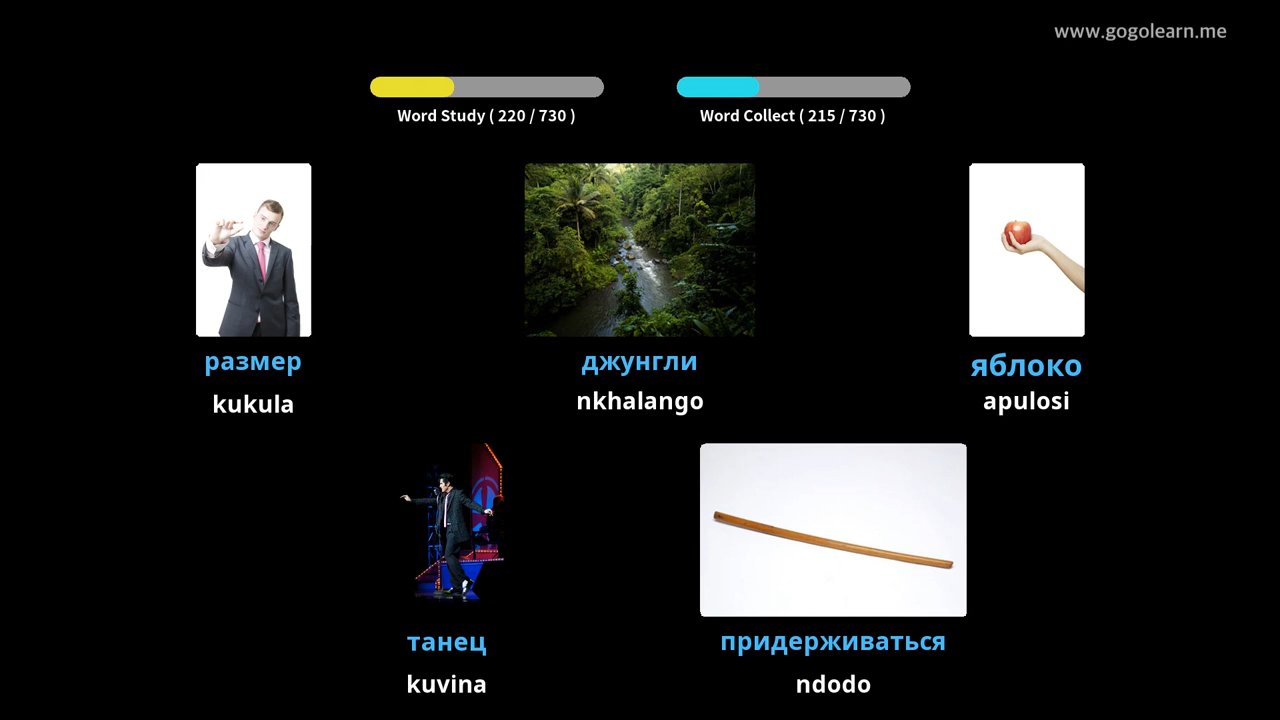 www.gogolearn.me
Word Study ( 220 / 730 )
Word Collect ( 215 / 730 )
размер
джунгли
яблоко
kukula
nkhalango
apulosi
танец
придерживаться
kuvina
ndodo